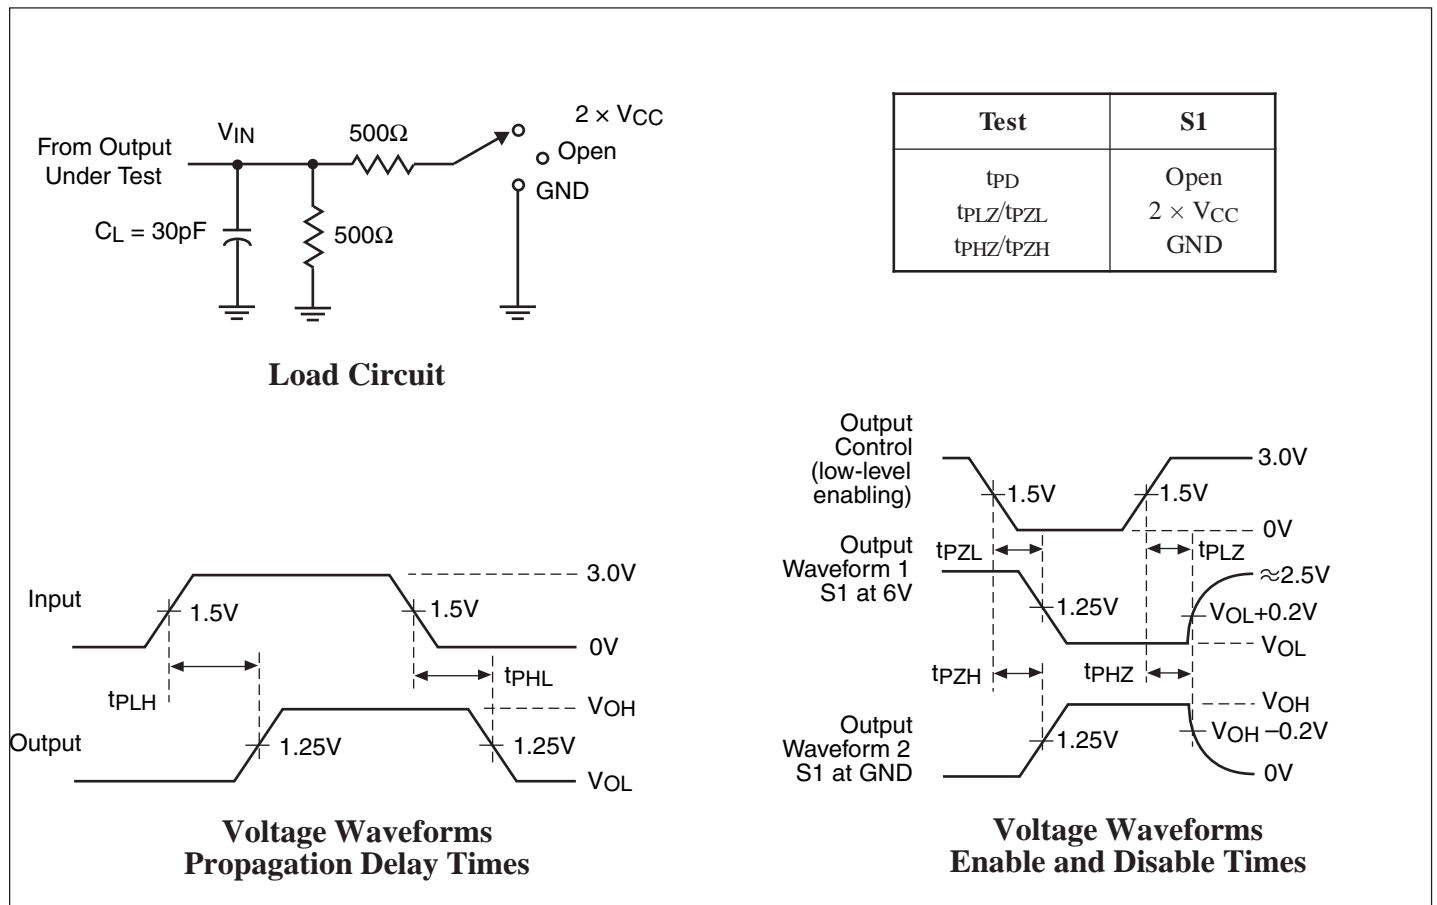 2 × VCC
VIN
500Ω
From Output
Under Test
Open
GND
CL = 30pF
500Ω
Load Circuit
Test S1
tPD Open
tPLZ/tPZL 2 × VCC
tPHZ/tPZH GND
Input
3.0V
1.5V
1.5V
0V
tPLH
tPHL
Output
VOH
1.25V
1.25V
VOL
Voltage Waveforms
Propagation Delay Times
Output
Control
(low-level
enabling)
3.0V
1.5V
1.5V
0V
Output
Waveform 1
S1 at 6V
tPZL
tPLZ
≈2.5V
1.25V
VOL+0.2V
VOL
tPZH
tPHZ
VOH
Output
Waveform 2
S1 at GND
1.25V
VOH –0.2V
0V
Voltage Waveforms
Enable and Disable Times